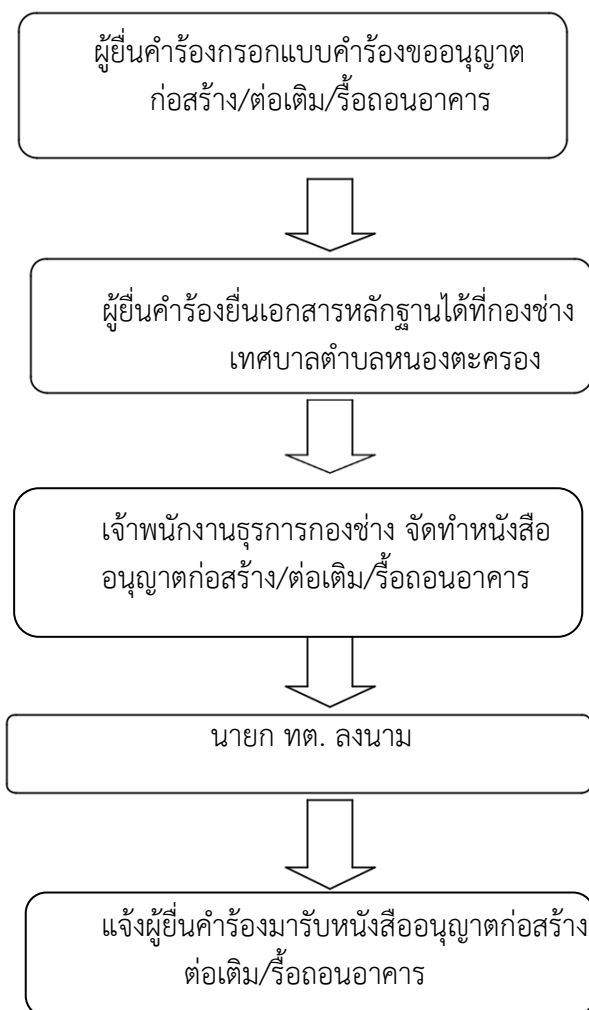 ผู้ยื่นคำร้องกรอกแบบคำร้องขออนุญาต
ก่อสร้าง/ต่อเติม/รื้อถอนอาคาร
ผู้ยื่นคำร้องยื่นเอกสารหลักฐานได้ที่กองช่าง
เทศบาลตำบลหนองตะครอง
เจ้าพนักงานธุรการกองช่าง จัดทำหนังสือ
อนุญาตก่อสร้าง/ต่อเติม/รื้อถอนอาคาร
นายก ทต. ลงนาม
แจ้งผู้ยื่นคำร้องมารับหนังสืออนุญาตก่อสร้าง
ต่อเติม/รื้อถอนอาคาร